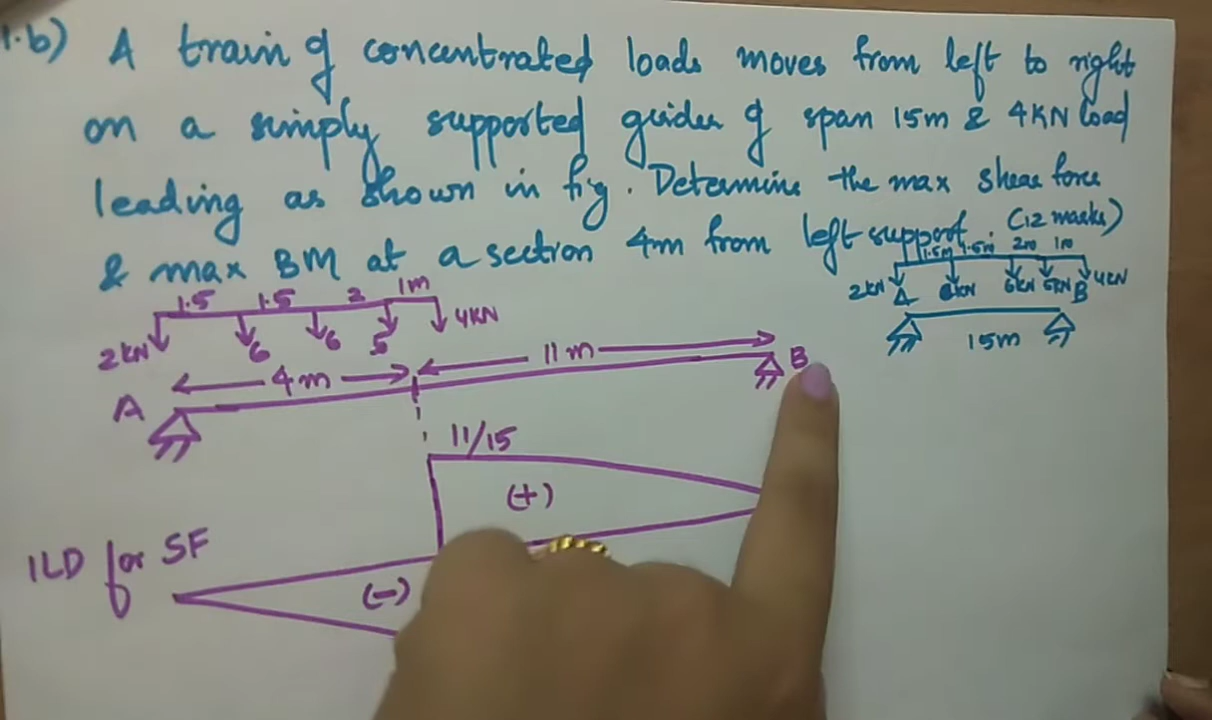 1.b) A train of concentrated loads moves from left to right
on a simply supported guider of span 15m & 4KN load
leading as shown in fig. Determine the max shear force
& max BM at a section 4m from left support. (12 marks)
1.5m 1.5m 2m 1m
2KN 6KN 6KN 5KN 4KN
A B
15m
1.5 1.5 2 1m
2KN 6 6 5 4KN
4m 11m
A B
11/15
(+)
ILD for SF
(-)